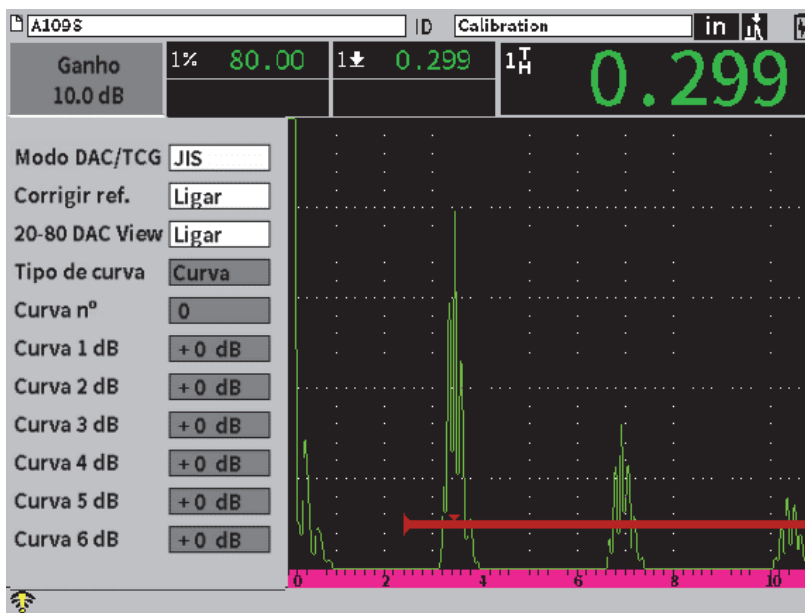 A109S ID Calibration in
Ganho
10.0 dB
1% 80.00
1 0.299
1 T H 0.299
Modo DAC/TCG JIS
Corrigir ref. Ligar
20-80 DAC View Ligar
Tipo de curva Curva
Curva nº 0
Curva 1 dB +0 dB
Curva 2 dB +0 dB
Curva 3 dB +0 dB
Curva 4 dB +0 dB
Curva 5 dB +0 dB
Curva 6 dB +0 dB
0 2 4 6 8 10